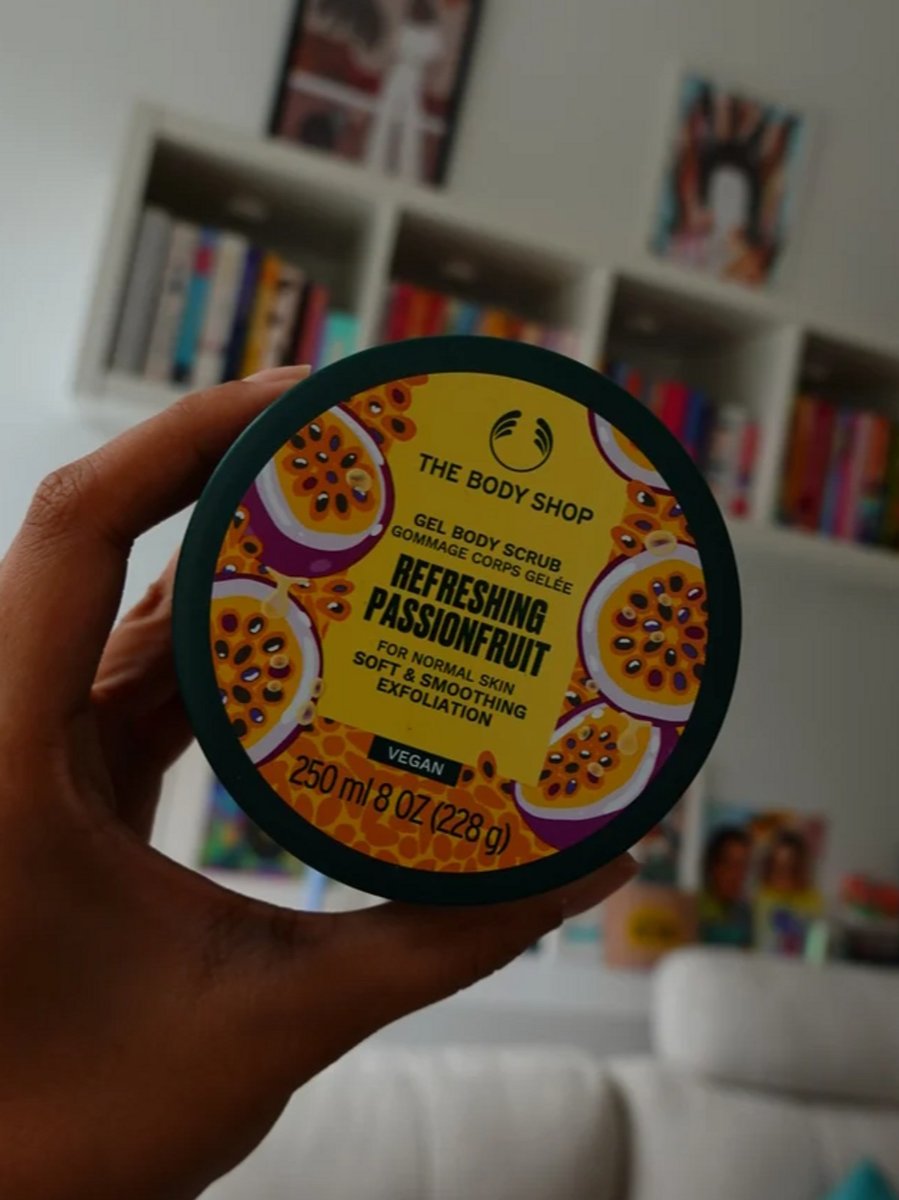 THE BODY SHOP
GEL BODY SCRUB
GOMMAGE CORPS GELÉE
REFRESHING
PASSIONFRUIT
FOR NORMAL SKIN
SOFT & SMOOTHING
EXFOLIATION
VEGAN
250 ml 8 OZ (228 g)